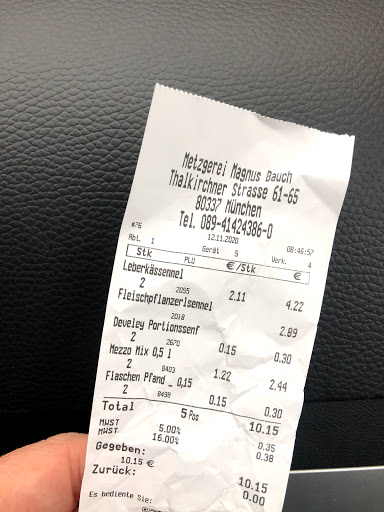 Metzgerei Magnus Bauch
Thalkirchner Strasse 61-65
80337 München
Tel. 089-41424386-0
#76 12.11.2020 08:46:57
Abt. 1 Gerät 5 Verk. 4
Stk PLU €/Stk €
Leberkässemmel
2 2055 2.11 4.22
Fleischpflanzerlsemmel
2018 2.89
Develey Portionssenf
2 2670 0.15 0.30
Mezzo Mix 0,5 l
2 8403 1.22 2.44
Flaschen Pfand _ 0,15
2 8498 0.15 0.30
Total 5 Pos 10.15
MWST 5.00% 0.35
MWST 16.00% 0.38
Gegeben:
10.15 € 10.15
Zurück: 0.00
Es bediente Sie: